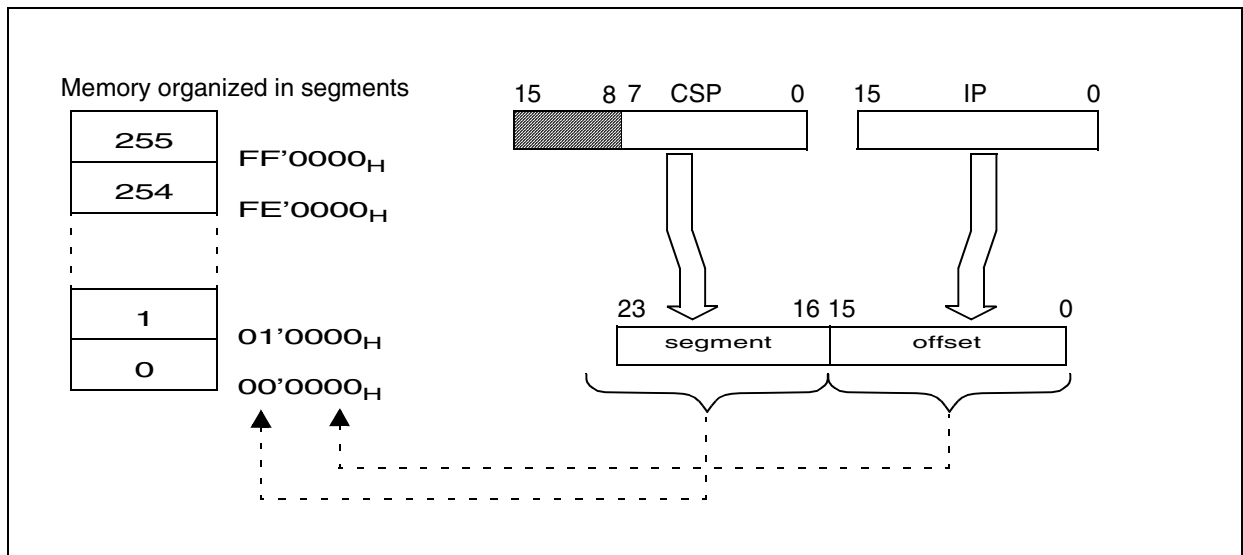 Memory organized in segments
255
FF'0000H
254
FE'0000H
1
01'0000H
0
00'0000H
15 8 7 CSP 0
15 IP 0
23 16 15 0
segment offset